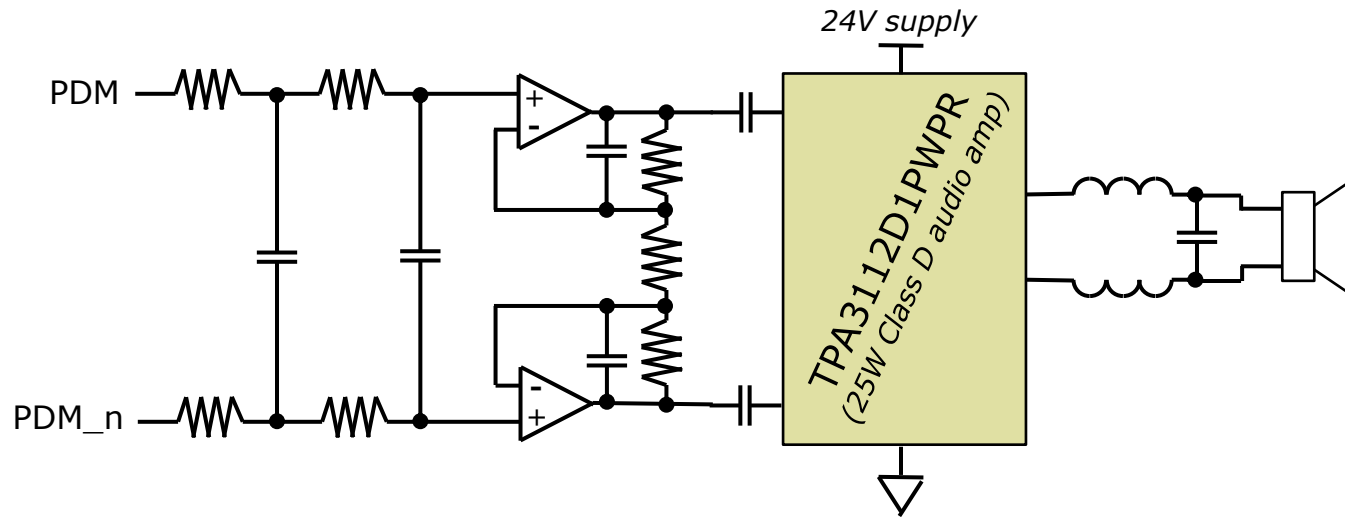 24V supply
PDM
+
-
TPA3112D1PWPR
(25W Class D audio amp)
-
+
PDM_n